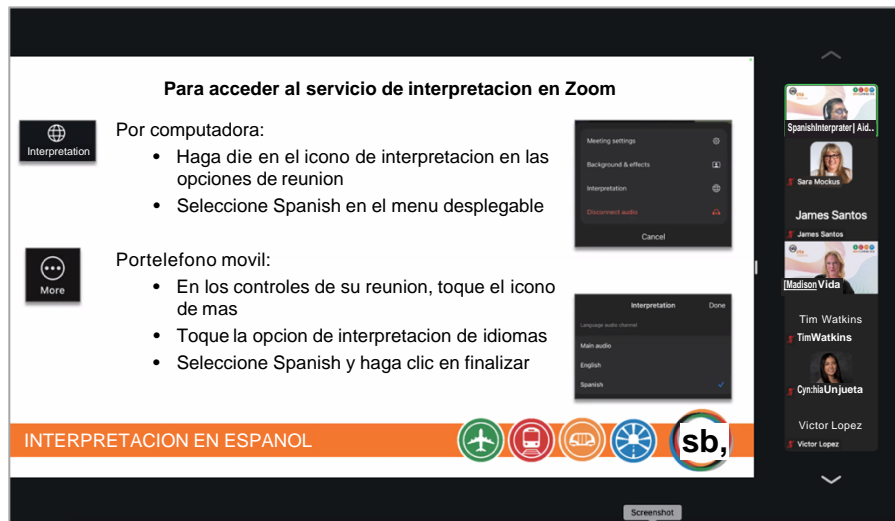 Para acceder al servicio de interpretacion en Zoom
Interpretation
Por computadora:
• Haga die en el icono de interpretacion en las
opciones de reunion
• Seleccione Spanish en el menu desplegable
Meeting settings
Background & effects
Interpretation
Disconnect audio
Cancel
More
Portelefono movil:
• En los controles de su reunion, toque el icono
de mas
• Toque la opcion de interpretacion de idiomas
• Seleccione Spanish y haga clic en finalizar
Interpretation Done
Language audio channel
Main audio
English
Spanish
INTERPRETACION EN ESPANOL
sb,
SpanishInterprater| Aid..
Sara Mockus
James Santos
James Santos
[Madison Vida
Tim Watkins
TimWatkins
Cyn:hiaUnjueta
Victor Lopez
Victor Lopez
Screenshot